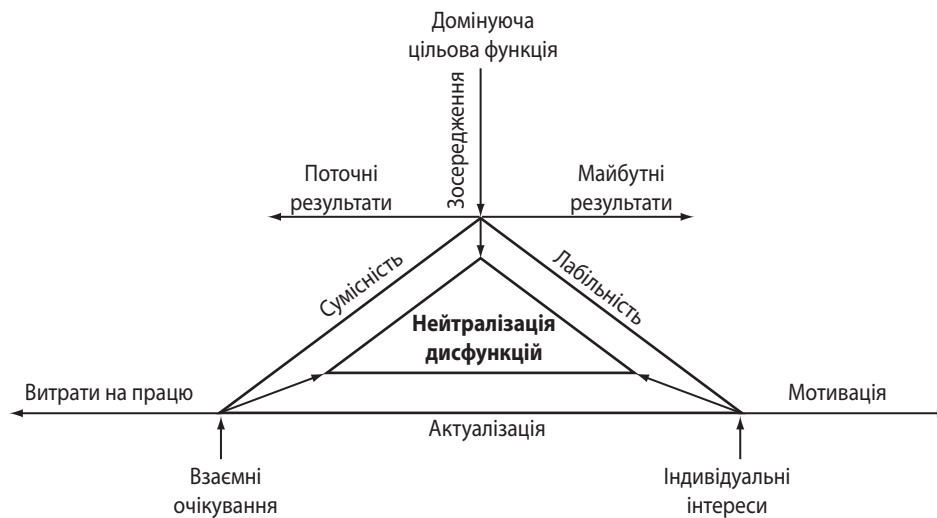 Домінуюча
цільова функція
Зосередження
Поточні
результати
Майбутні
результати
Сумісність
Лабільність
Нейтралізація
дисфункцій
Витрати на працю
Мотивація
Актуалізація
Взаємні
очікування
Індивідуальні
інтереси